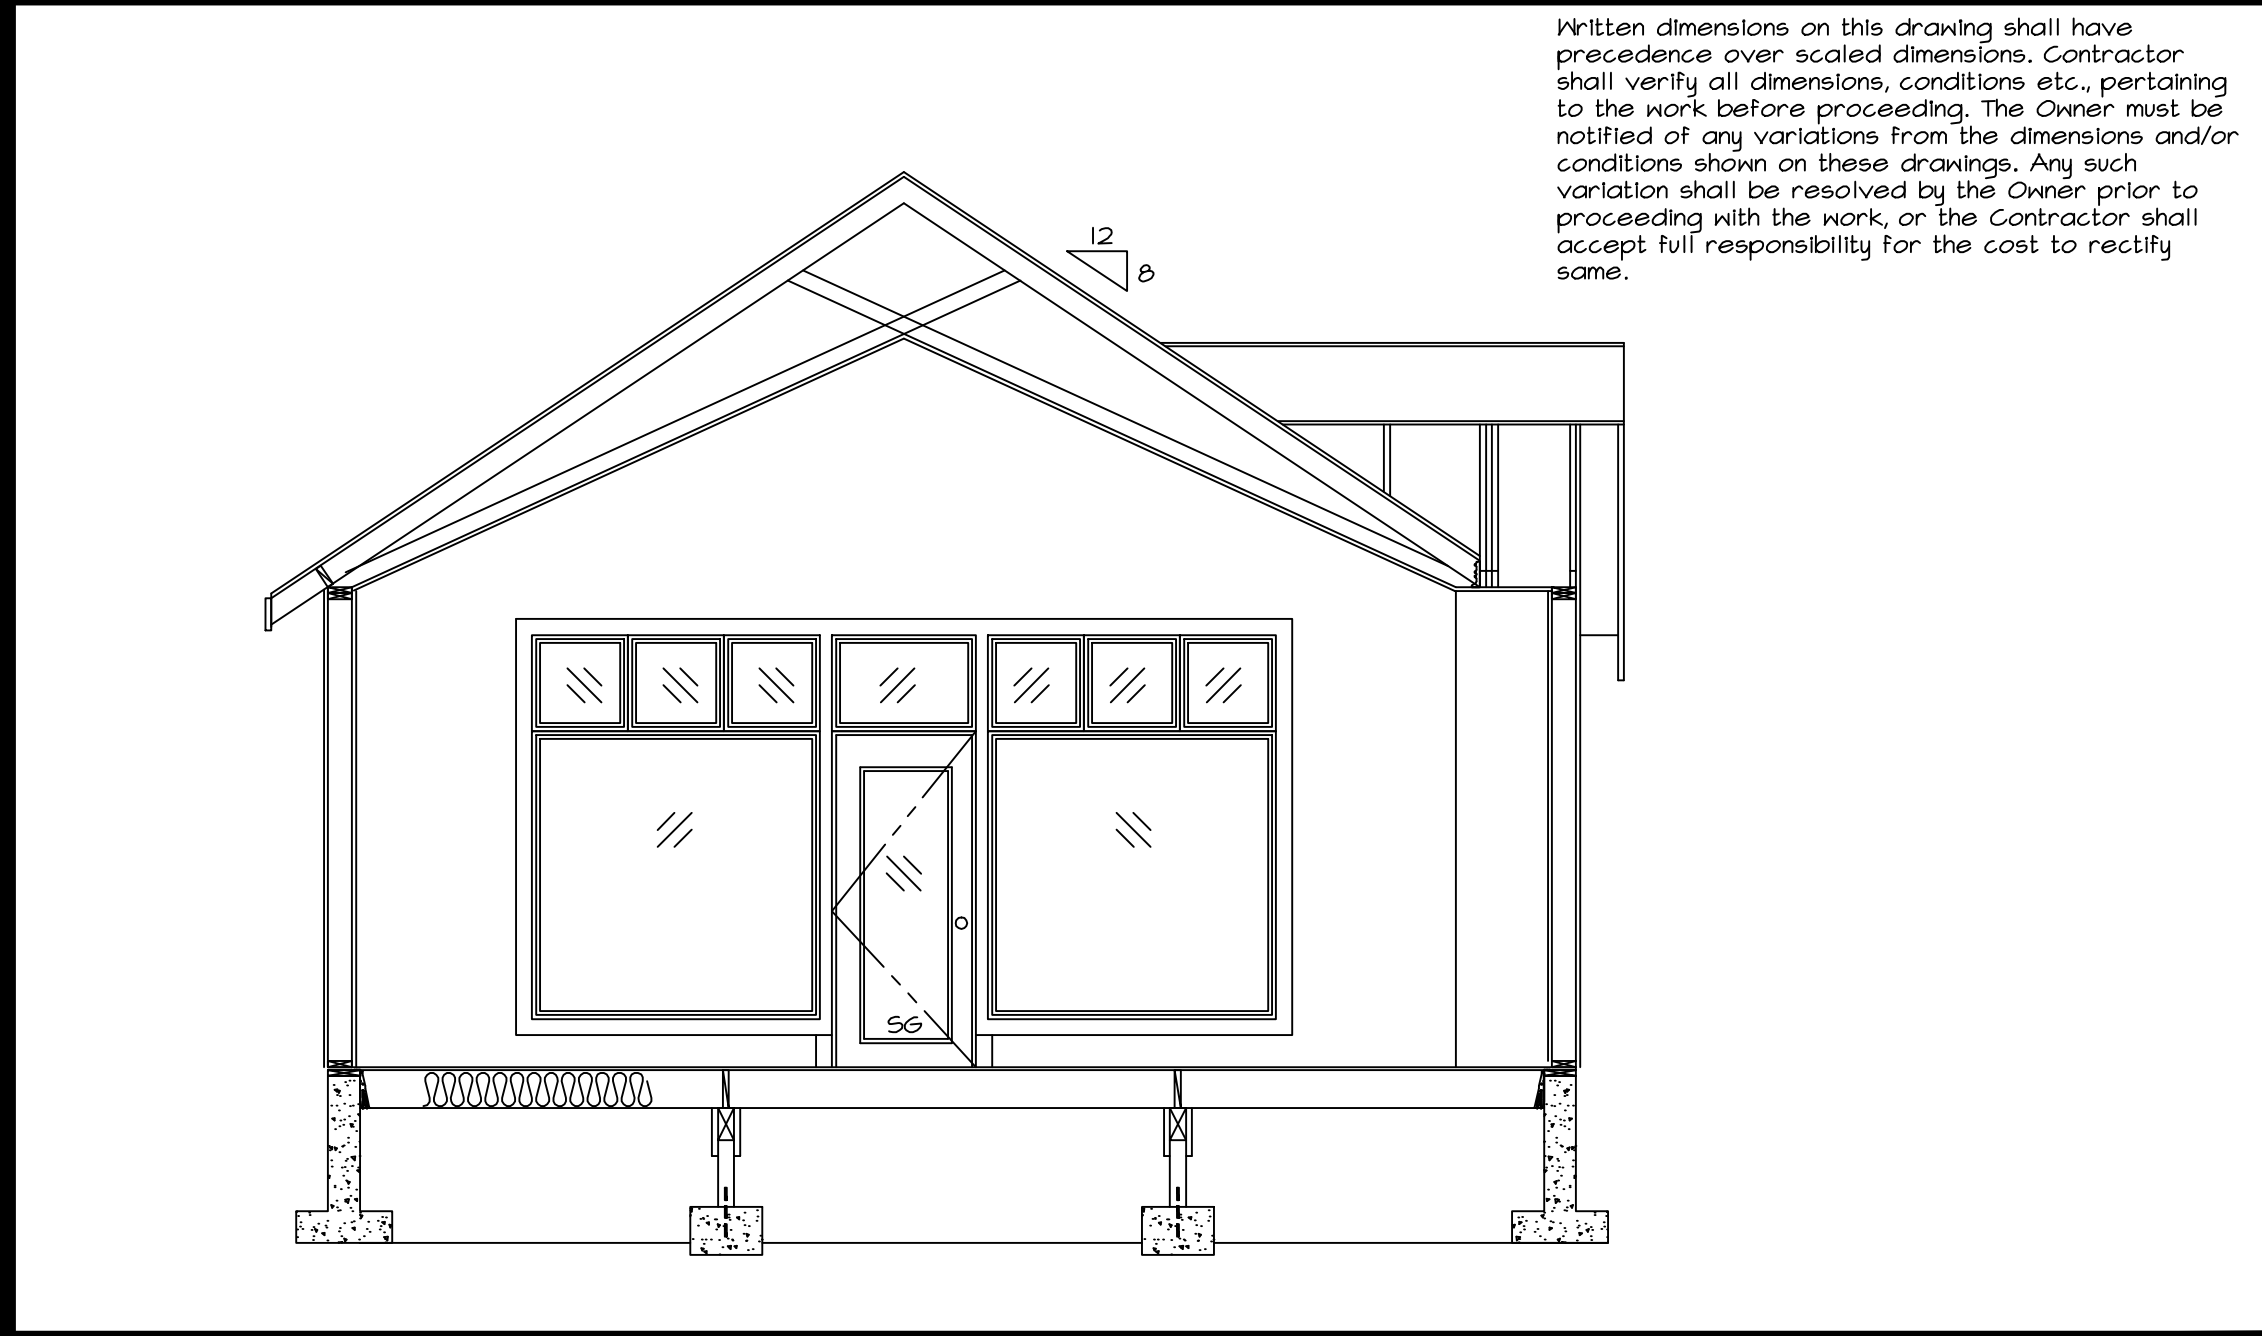 Written dimensions on this drawing shall have
precedence over scaled dimensions. Contractor
shall verify all dimensions, conditions etc., pertaining
to the work before proceeding. The Owner must be
notified of any variations from the dimensions and/or
conditions shown on these drawings. Any such
variation shall be resolved by the Owner prior to
proceeding with the work, or the Contractor shall
accept full responsibility for the cost to rectify
same.
12
8
SG